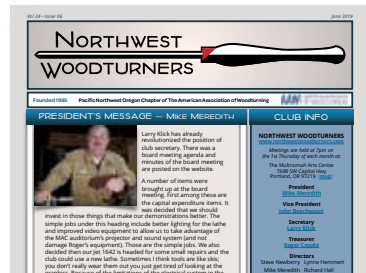 Vol 24 • Issue 06
June 2019
NORTHWEST
WOODTURNERS
Founded 1995 Pacific Northwest Oregon Chapter of The American Association of Woodturning
PRESIDENT'S MESSAGE – MIKE MEREDITH
Larry Klick has already
revolutionized the position of
club secretary. There was a
board meeting agenda and
minutes of the board meeting
are posted on the website.
A number of items were
brought up at the board
meeting. First among these are
the capital expenditure items. It
was decided that we should
invest in those things that make our demonstrations better. The
simple jobs under this heading include better lighting for the lathe
and improved video equipment to allow us to take advantage of
the MAC auditorium's projector and sound system (and not
damage Roger's equipment). Those are the simple jobs. We also
decided then our Jet 1642 is headed for some small repairs and the
club could use a new lathe. Sometimes I think tools are like skis;
you don't really wear them out you just get tired of looking at the
CLUB INFO
NORTHWEST WOODTURNERS
www.northwestwoodturners.com
Meetings are held at 7pm on
the 1st Thursday of each month at:
The Multnomah Arts Center
7688 SW Capitol Hwy
Portland, OR 97219 (map)
President
Mike Meredith
Vice President
John Beechwood
Secretary
Larry Klick
Treasurer
Roger Crooks
Directors
Steve Newberry Lynne Hemmert
Mike Meredith Richard Hall